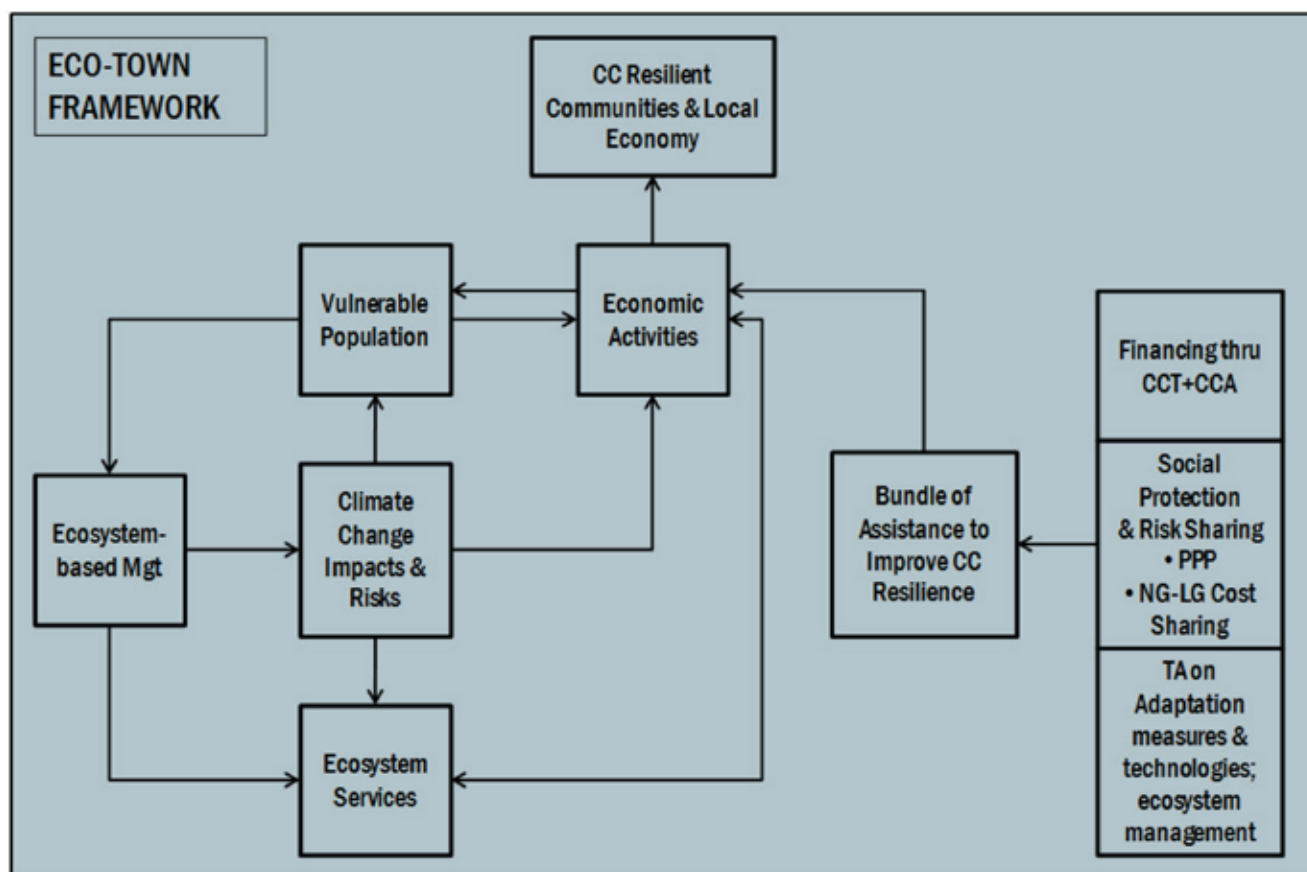 ECO-TOWN
FRAMEWORK
CC Resilient
Communities & Local
Economy
Vulnerable
Population
Economic
Activities
Financing thru
CCT+CCA
Ecosystem-
based Mgt
Climate
Change
Impacts &
Risks
Bundle of
Assistance to
Improve CC
Resilience
Social
Protection
& Risk Sharing
• PPP
• NG-LG Cost
Sharing
Ecosystem
Services
TA on
Adaptation
measures &
technologies;
ecosystem
management